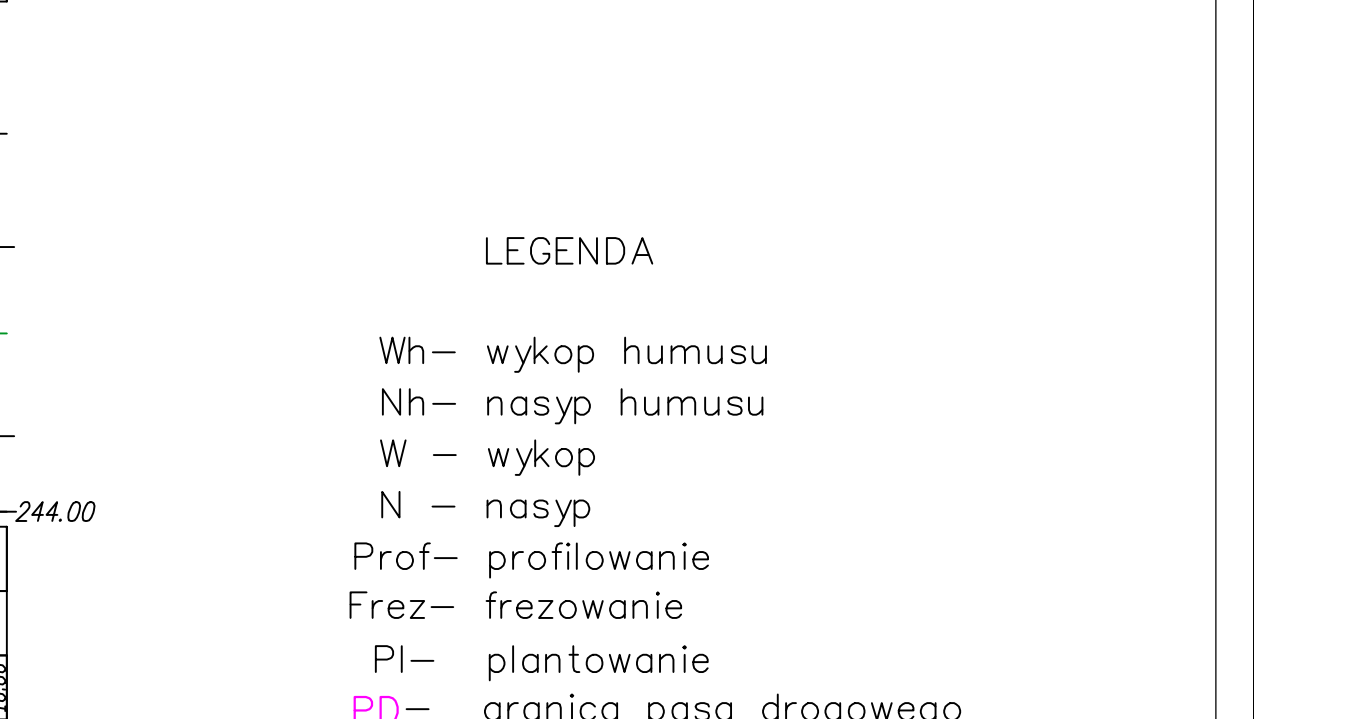 LEGENDA
Wh- wykop humusu
Nh- nasyp humusu
W - wykop
N - nasyp
244.00
Prof- profilowanie
Frez- frezowanie
Pl- plantowanie
PD- granica pasa drogowego